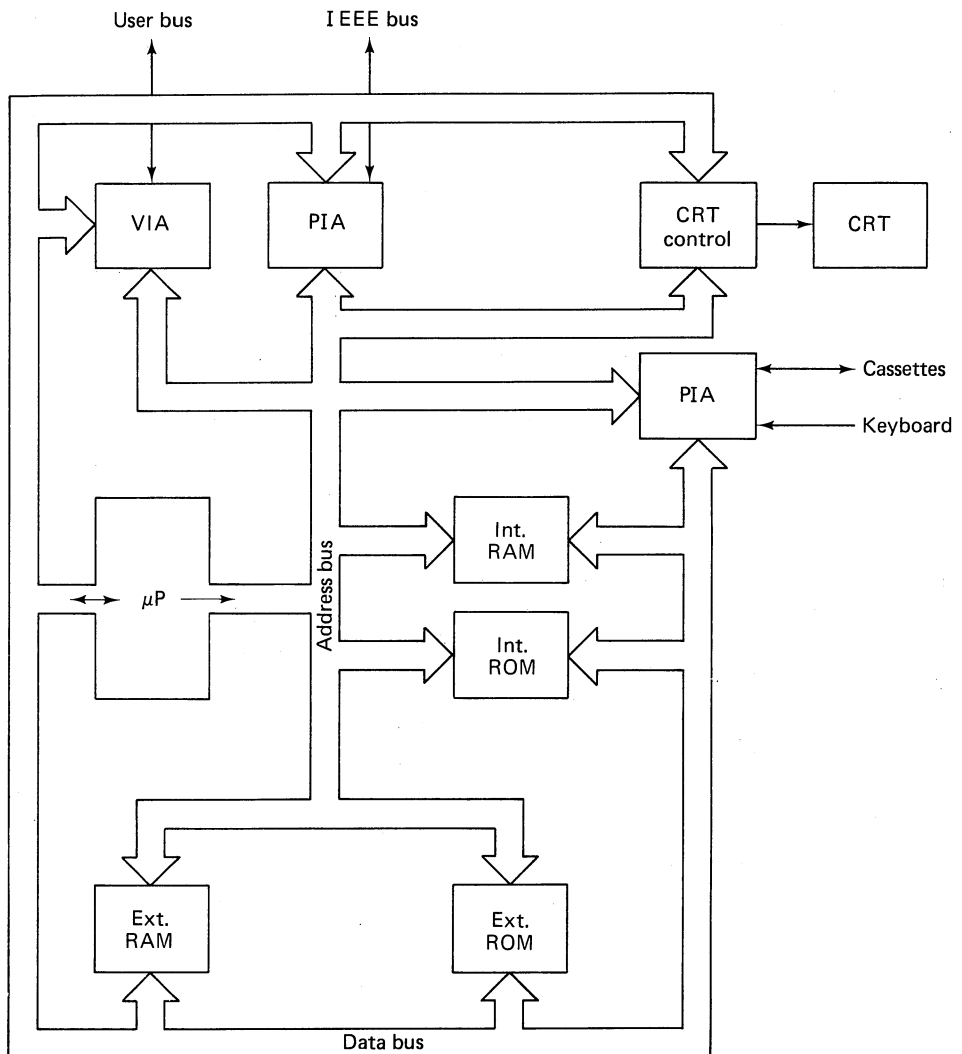 User bus
IEEE bus
VIA
PIA
CRT
control
CRT
PIA
Cassettes
Keyboard
Int.
RAM
Address bus
μP
Int.
ROM
Ext.
RAM
Ext.
ROM
Data bus